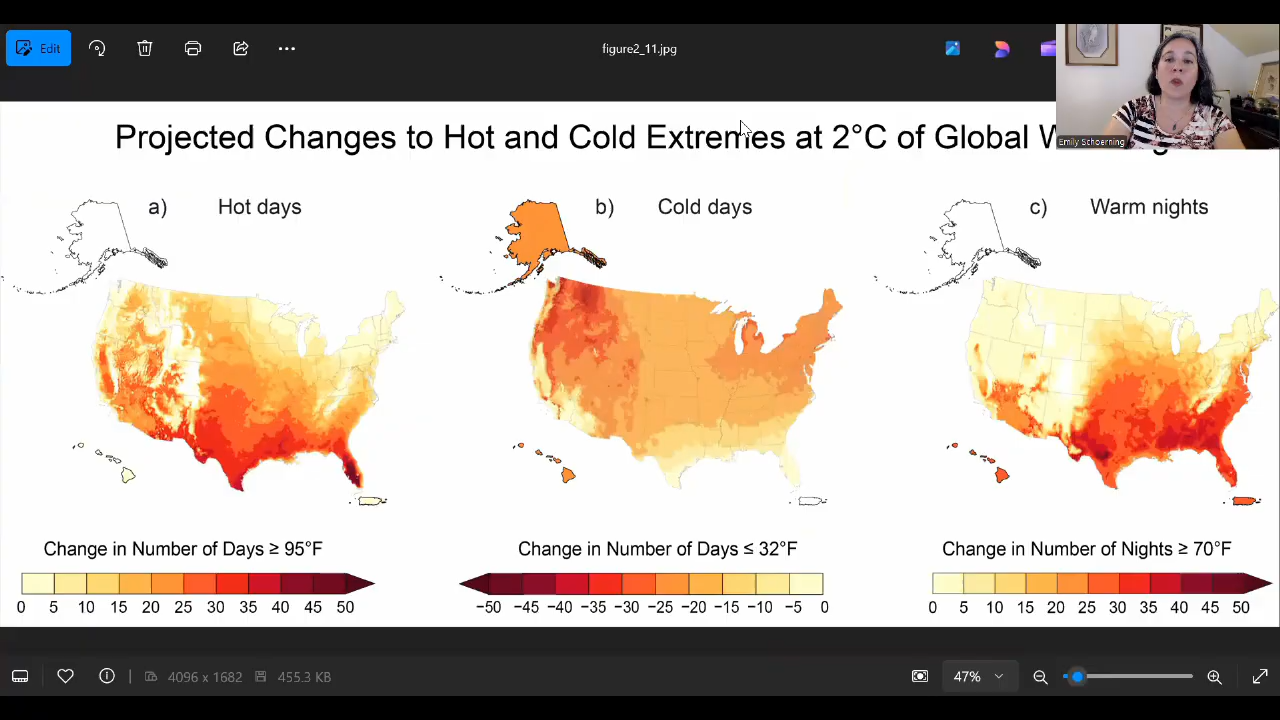 Edit
figure2_11.jpg
Emily Schoerning
Projected Changes to Hot and Cold Extremes at 2°C of Global
a) Hot days
b) Cold days
c) Warm nights
Change in Number of Days ≥ 95°F
0 5 10 15 20 25 30 35 40 45 50
Change in Number of Days ≤ 32°F
−50 −45 −40 −35 −30 −25 −20 −15 −10 −5 0
Change in Number of Nights ≥ 70°F
0 5 10 15 20 25 30 35 40 45 50
4096 x 1682
455.3 KB
47%